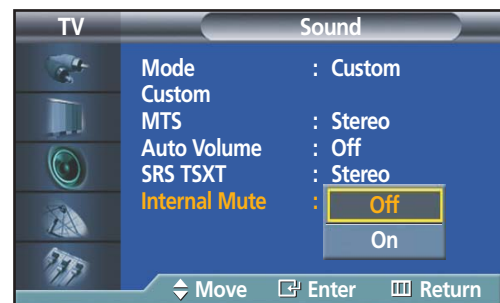 TV Sound
Mode : Custom
Custom
MTS : Stereo
Auto Volume : Off
SRS TSXT : Stereo
Internal Mute : Off
On
Move Enter Return